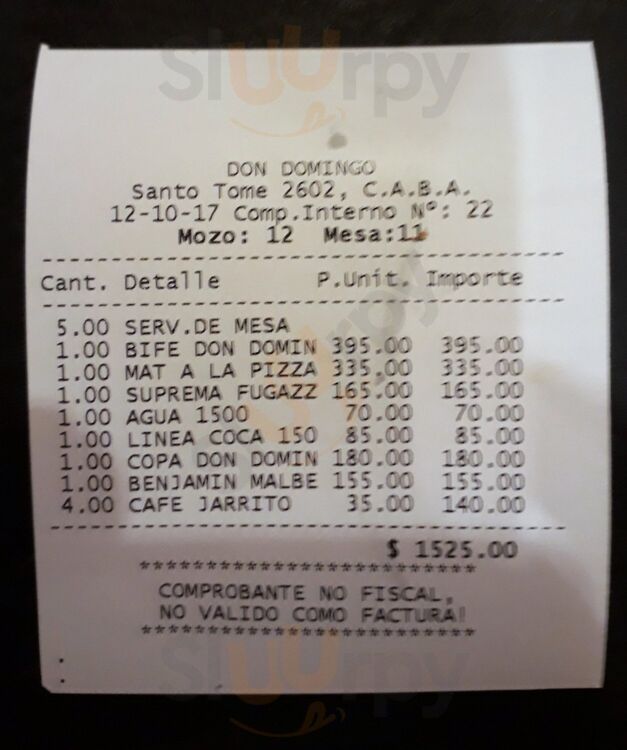 Sluurpy
DON DOMINGO
Santo Tome 2602, C.A.B.A.
12-10-17 Comp.Interno Nº: 22
Mozo: 12 Mesa:11
Cant. Detalle P.Unit. Importe
5.00 SERV.DE MESA
1.00 BIFE DON DOMIN 395.00 395.00
1.00 MAT A LA PIZZA 335.00 335.00
1.00 SUPREMA FUGAZZ 165.00 165.00
1.00 AGUA 1500 70.00 70.00
1.00 LINEA COCA 150 85.00 85.00
1.00 COPA DON DOMIN 180.00 180.00
1.00 BENJAMIN MALBE 155.00 155.00
4.00 CAFE JARRITO 35.00 140.00
$ 1525.00
*************************
COMPROBANTE NO FISCAL,
NO VALIDO COMO FACTURA!
*************************
Sluurpy